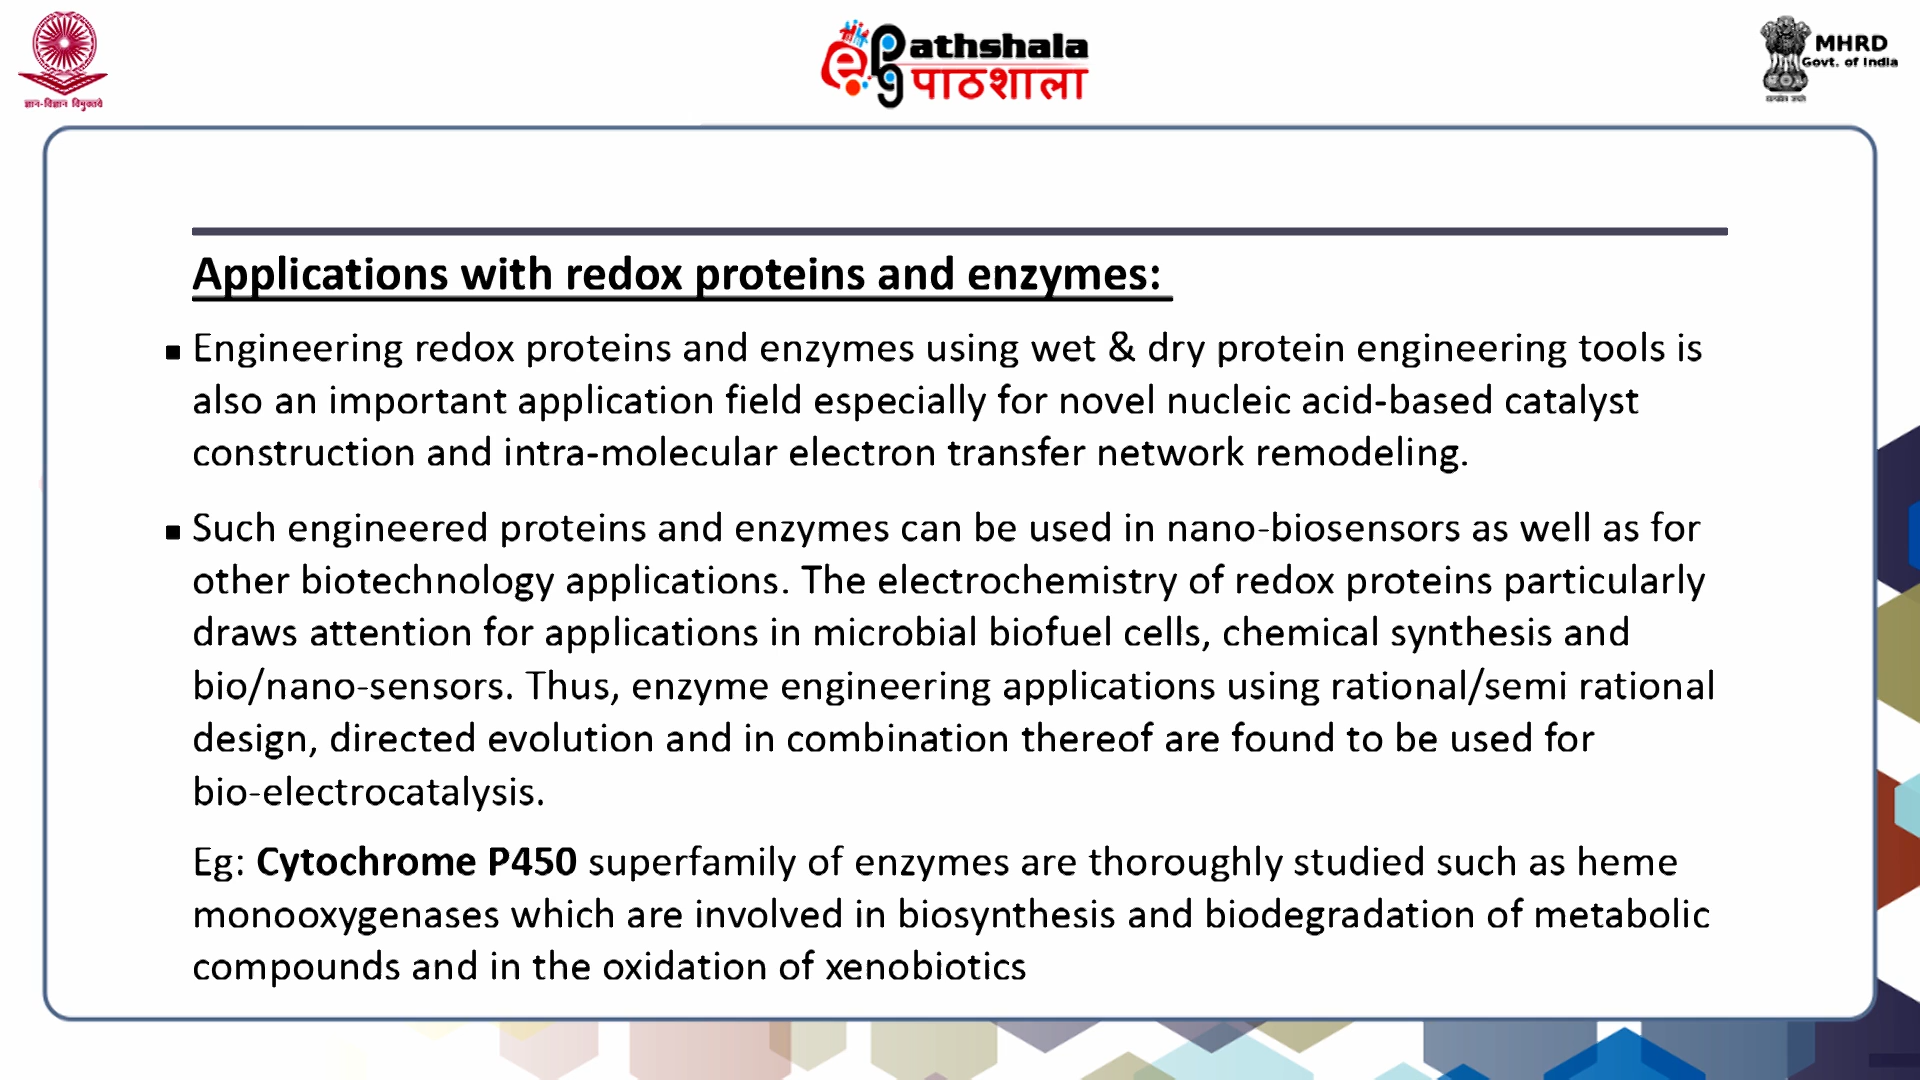 ज्ञान-विज्ञान विमुक्तये
athshala
पाठशाला
MHRD
Govt. of India
सत्यमेव जयते
Applications with redox proteins and enzymes:
▪ Engineering redox proteins and enzymes using wet & dry protein engineering tools is
also an important application field especially for novel nucleic acid-based catalyst
construction and intra-molecular electron transfer network remodeling.
▪ Such engineered proteins and enzymes can be used in nano-biosensors as well as for
other biotechnology applications. The electrochemistry of redox proteins particularly
draws attention for applications in microbial biofuel cells, chemical synthesis and
bio/nano-sensors. Thus, enzyme engineering applications using rational/semi rational
design, directed evolution and in combination thereof are found to be used for
bio-electrocatalysis.
Eg: Cytochrome P450 superfamily of enzymes are thoroughly studied such as heme
monooxygenases which are involved in biosynthesis and biodegradation of metabolic
compounds and in the oxidation of xenobiotics